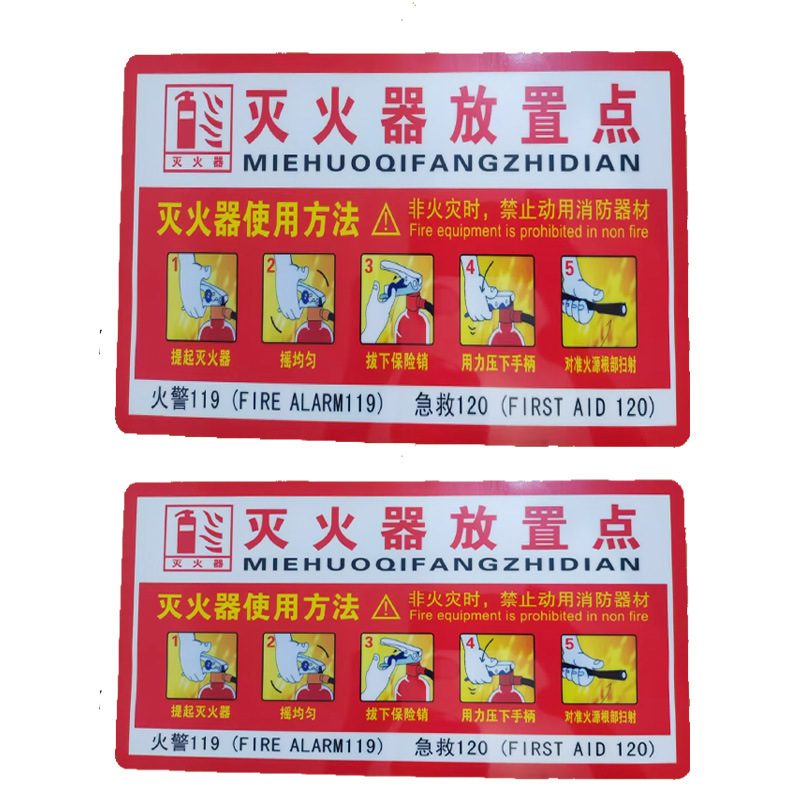 灭火器放置点
灭火器
MIEHUOQIFANGZHIDIAN
灭火器使用方法
非火灾时，禁止动用消防器材
Fire equipment is prohibited in non fire
1 2 3 4 5
提起灭火器 摇均匀 拔下保险销 用力压下手柄 对准火源根部扫射
火警119 (FIRE ALARM119) 急救120 (FIRST AID 120)
灭火器放置点
灭火器
MIEHUOQIFANGZHIDIAN
灭火器使用方法
非火灾时，禁止动用消防器材
Fire equipment is prohibited in non fire
1 2 3 4 5
提起灭火器 摇均匀 拔下保险销 用力压下手柄 对准火源根部扫射
火警119 (FIRE ALARM119) 急救120 (FIRST AID 120)